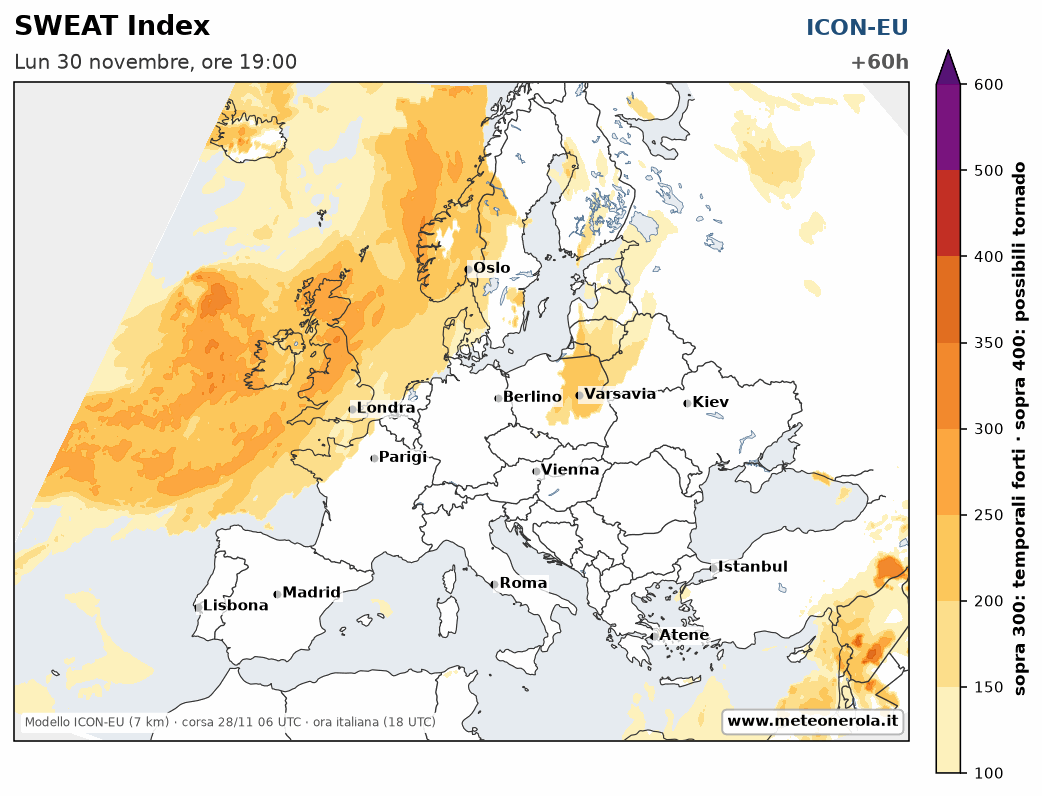 SWEAT Index
ICON-EU
Lun 30 novembre, ore 19:00
+60h
600
500
400
350
300
250
200
150
100
sopra 300: temporali forti · sopra 400: possibili tornado
Oslo
Berlino
Varsavia
Kiev
Londra
Parigi
Vienna
Istanbul
Roma
Madrid
Lisbona
Atene
Modello ICON-EU (7 km) · corsa 28/11 06 UTC · ora italiana (18 UTC)
www.meteonerola.it